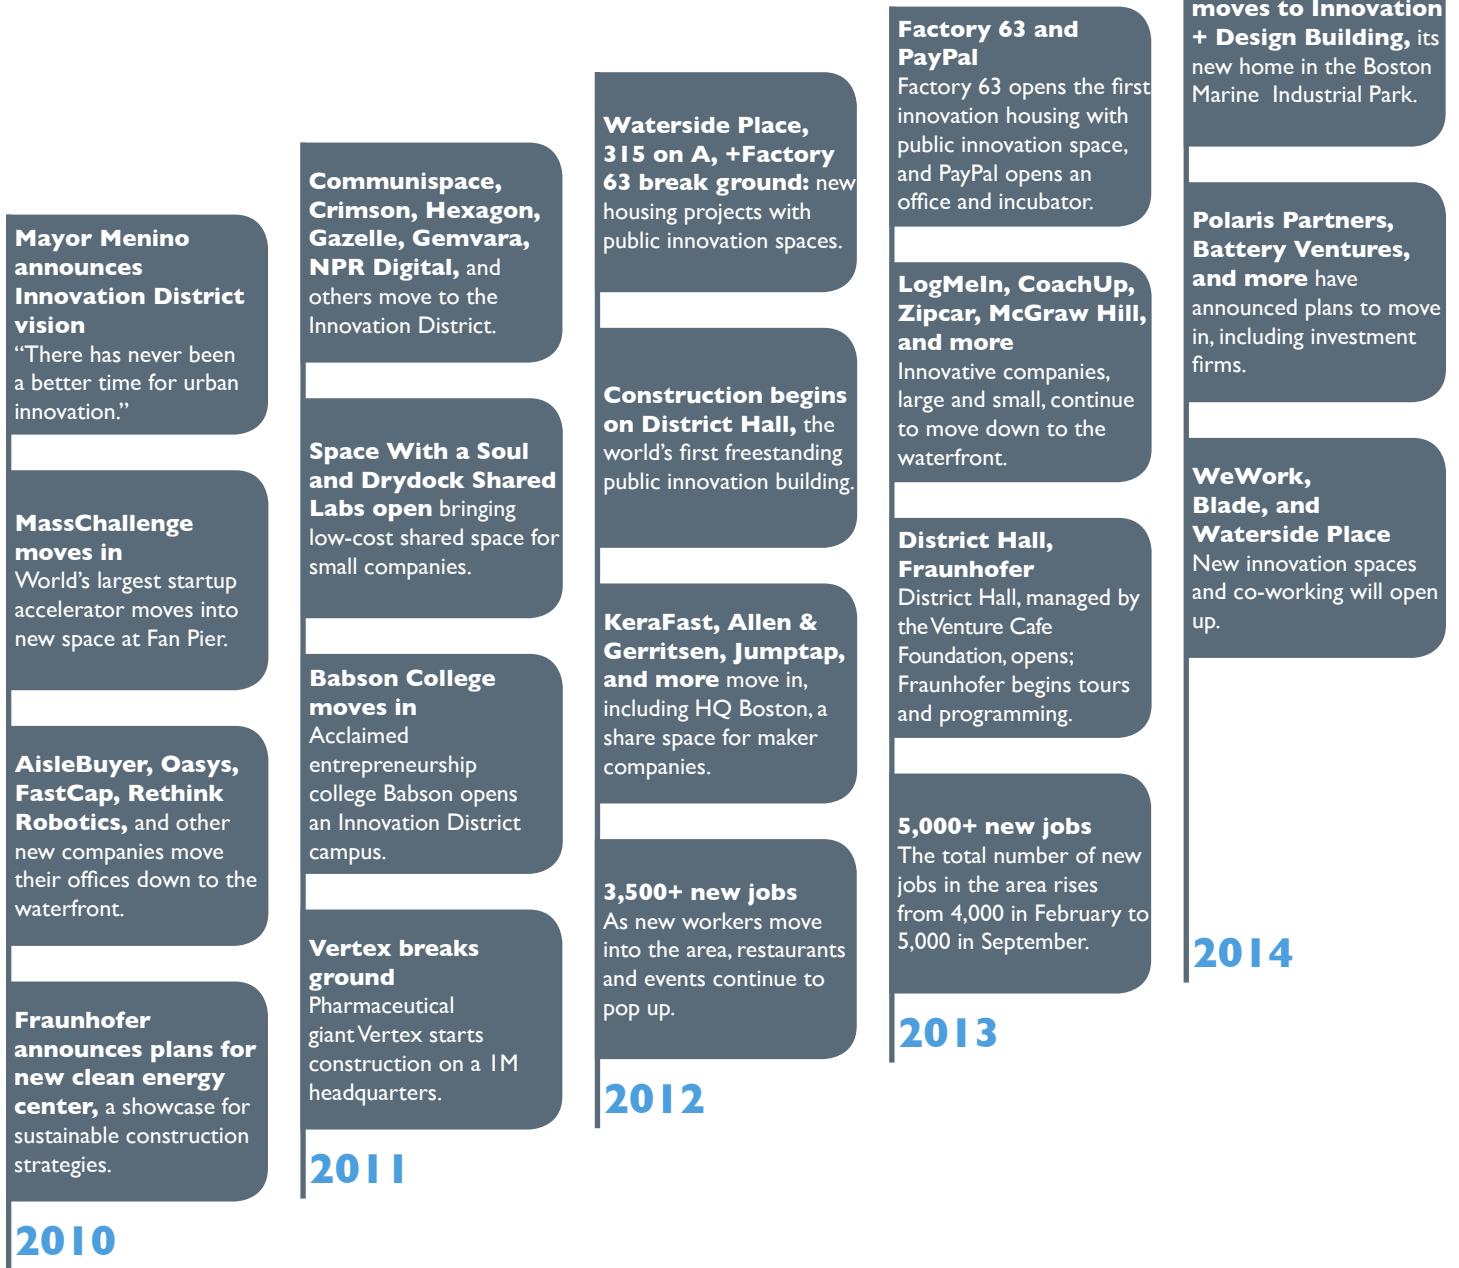 Mayor Menino
announces
Innovation District
vision
“There has never been
a better time for urban
innovation.”
MassChallenge
moves in
World’s largest startup
accelerator moves into
new space at Fan Pier.
AisleBuyer, Oasys,
FastCap, Rethink
Robotics, and other
new companies move
their offices down to the
waterfront.
Fraunhofer
announces plans for
new clean energy
center, a showcase for
sustainable construction
strategies.
2010
Communispace,
Crimson, Hexagon,
Gazelle, Gemvara,
NPR Digital, and
others move to the
Innovation District.
Space With a Soul
and Drydock Shared
Labs open bringing
low-cost shared space for
small companies.
Babson College
moves in
Acclaimed
entrepreneurship
college Babson opens
an Innovation District
campus.
Vertex breaks
ground
Pharmaceutical
giant Vertex starts
construction on a 1M
headquarters.
2011
Waterside Place,
315 on A, +Factory
63 break ground: new
housing projects with
public innovation spaces.
Construction begins
on District Hall, the
world’s first freestanding
public innovation building.
KeraFast, Allen &
Gerritsen, Jumptap,
and more move in,
including HQ Boston, a
share space for maker
companies.
3,500+ new jobs
As new workers move
into the area, restaurants
and events continue to
pop up.
2012
Factory 63 and
PayPal
Factory 63 opens the first
innovation housing with
public innovation space,
and PayPal opens an
office and incubator.
LogMeIn, CoachUp,
Zipcar, McGraw Hill,
and more
Innovative companies,
large and small, continue
to move down to the
waterfront.
District Hall,
Fraunhofer
District Hall, managed by
the Venture Cafe
Foundation, opens;
Fraunhofer begins tours
and programming.
5,000+ new jobs
The total number of new
jobs in the area rises
from 4,000 in February to
5,000 in September.
2013
moves to Innovation
+ Design Building, its
new home in the Boston
Marine Industrial Park.
Polaris Partners,
Battery Ventures,
and more have
announced plans to move
in, including investment
firms.
WeWork,
Blade, and
Waterside Place
New innovation spaces
and co-working will open
up.
2014